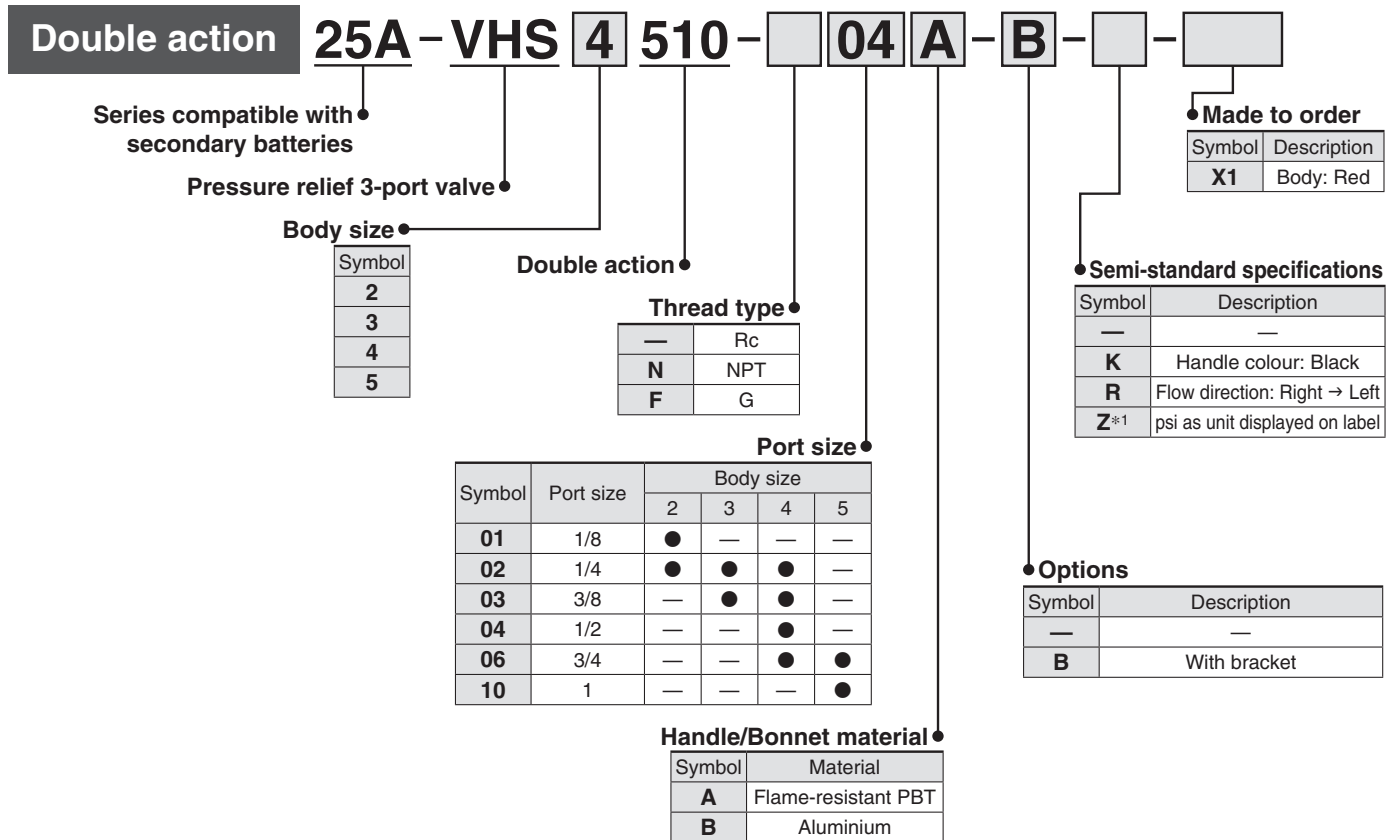 Double action 25A-VHS 4 510- 04 A - B - -
Series compatible with
secondary batteries
Pressure relief 3-port valve
Body size
Symbol
2
3
4
5
Double action
Thread type
— Rc
N NPT
F G
Port size
Symbol Port size Body size
2 3 4 5
01 1/8 ● — — —
02 1/4 ● ● ● —
03 3/8 — ● ● —
04 1/2 — — ● —
06 3/4 — — ● ●
10 1 — — — ●
Handle/Bonnet material
Symbol Material
A Flame-resistant PBT
B Aluminium
Made to order
Symbol Description
X1 Body: Red
Semi-standard specifications
Symbol Description
— —
K Handle colour: Black
R Flow direction: Right → Left
Z*1 psi as unit displayed on label
Options
Symbol Description
— —
B With bracket